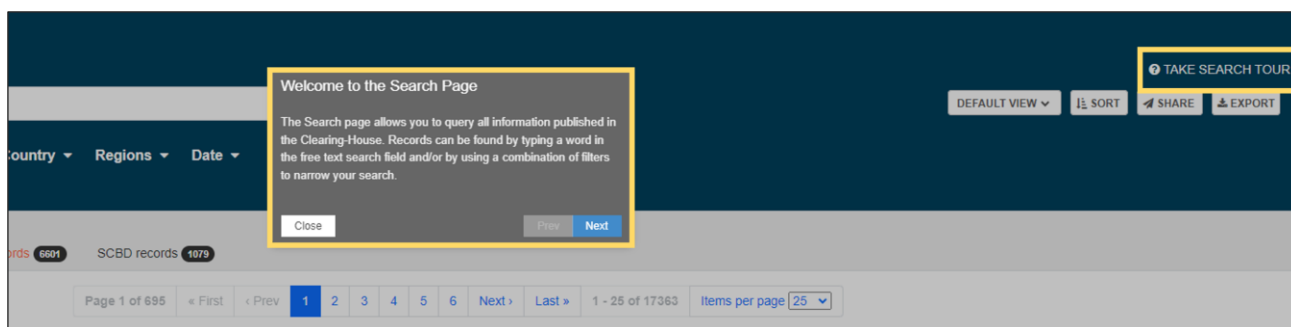 TAKE SEARCH TOUR
Welcome to the Search Page
DEFAULT VIEW SORT SHARE EXPORT
The Search page allows you to query all information published in
the Clearing-House. Records can be found by typing a word in
the free text search field and/or by using a combination of filters
to narrow your search.
ountry Regions Date
Close Prev Next
ords 6601 SCBD records 1079
Page 1 of 695 « First ‹ Prev 1 2 3 4 5 6 Next › Last » 1 - 25 of 17363 Items per page 25